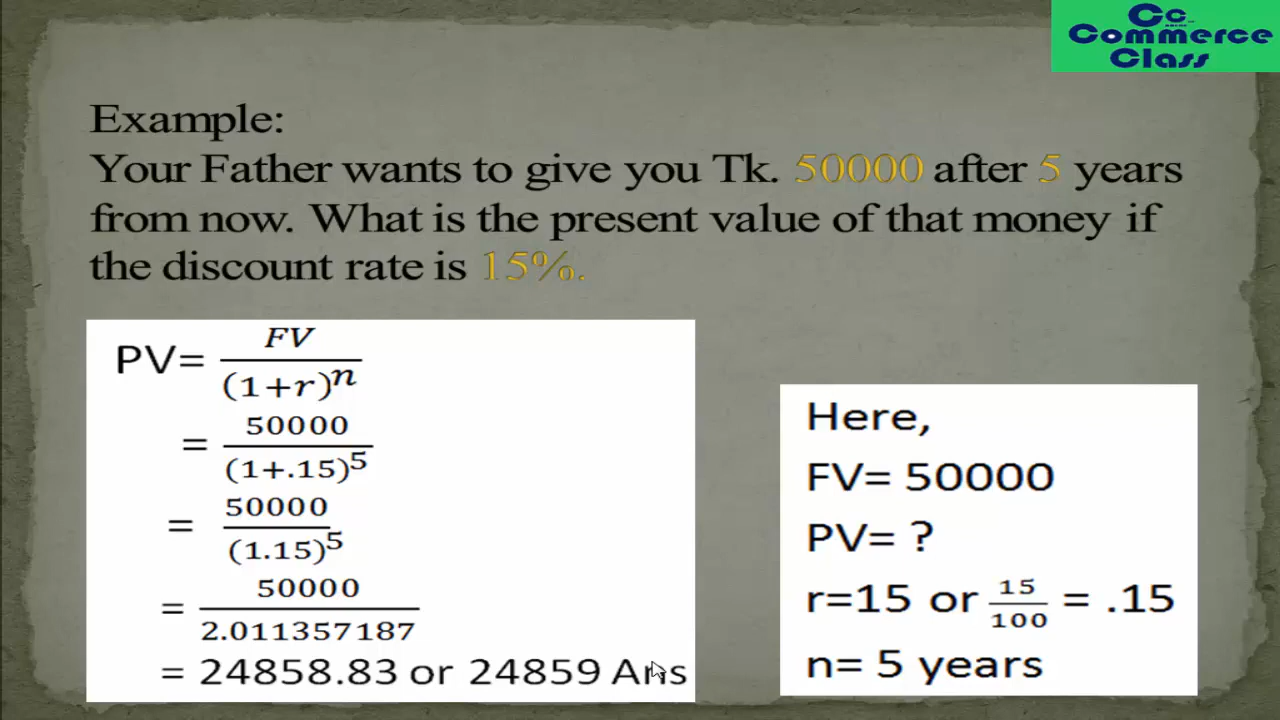 Cc
Commerce
Class
Example:
Your Father wants to give you Tk. 50000 after 5 years
from now. What is the present value of that money if
the discount rate is 15%.
PV= FV/(1+r)^n
= 50000/(1+.15)^5
= 50000/(1.15)^5
= 50000/2.011357187
= 24858.83 or 24859 Ans
Here,
FV= 50000
PV= ?
r=15 or 15/100 = .15
n= 5 years